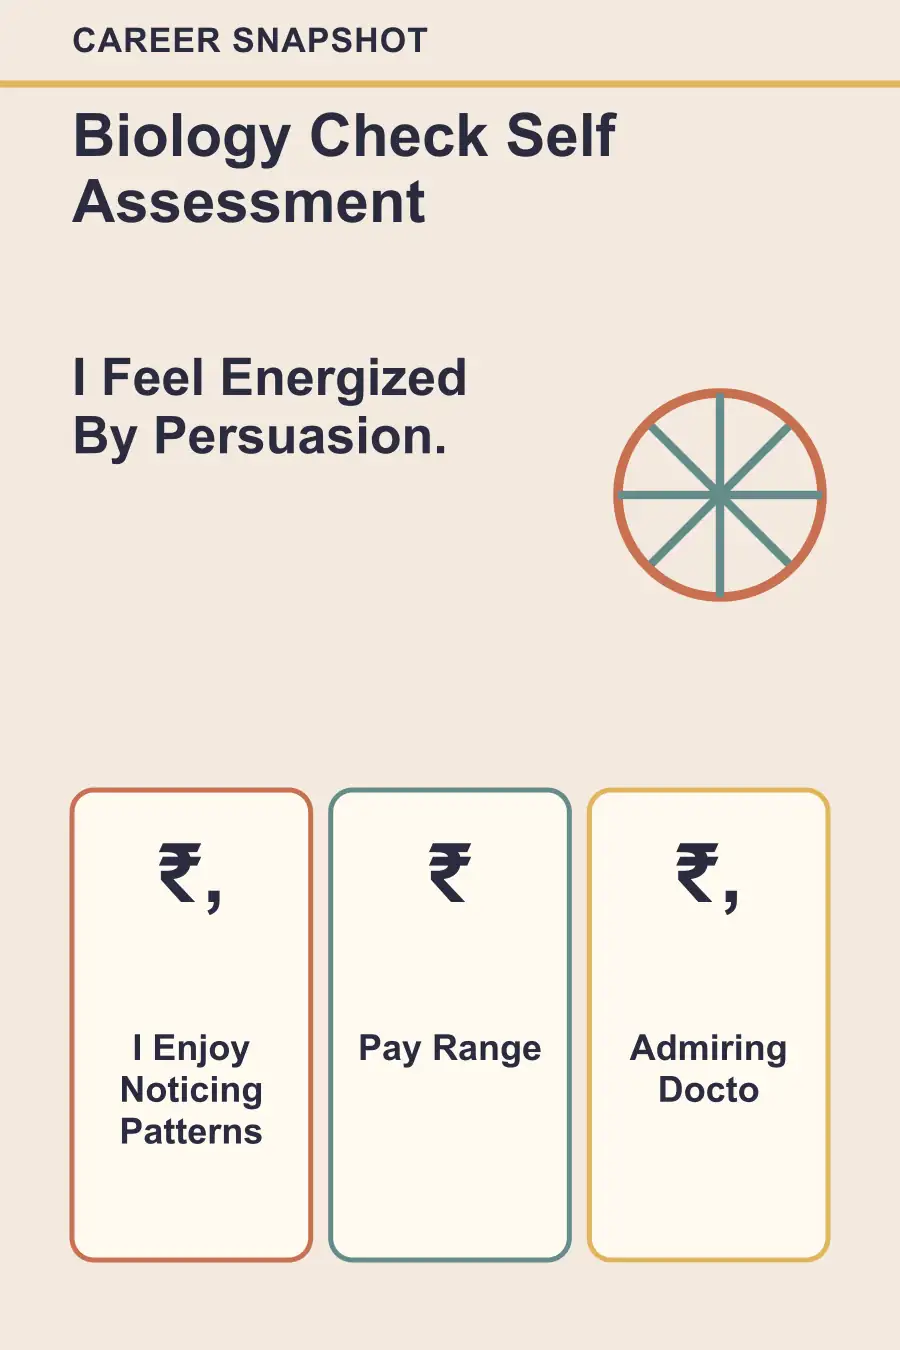 CAREER SNAPSHOT
Biology Check Self
Assessment
I Feel Energized
By Persuasion.
₹,
I Enjoy
Noticing
Patterns
₹
Pay Range
₹,
Admiring
Docto